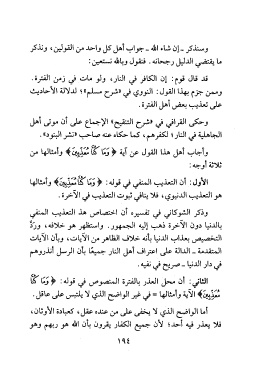 وسنذكر ـ إن شاء الله ـ جواب أهل كل واحد من القولين، ونذكر
ما يقتضي الدليل رجحانه. فنقول وبالله نستعين:
قد قال قوم: إن الكافر في النار، ولو مات في زمن الفترة.
وممن جزم بهذا القول: النووي في «شرح مسلم»؛ لدلالة الأحاديث
على تعذيب بعض أهل الفترة.
وحكى القرافي في «شرح التنقيح» الإجماع على أن موتى أهل
الجاهلية في النار؛ لكفرهم، كما حكاه عنه صاحب «نشر البنود».
وأجاب أهل هذا القول عن آية ﴿وَمَا كُنَّا مُعَذِّبِينَ﴾ وأمثالها من
ثلاثة أوجه:
الأول: أن التعذيب المنفي في قوله: ﴿وَمَا كُنَّا مُعَذِّبِينَ﴾ وأمثالها
هو التعذيب الدنيوي، فلا ينافي ثبوت التعذيب في الآخرة.
وذكر الشوكاني في تفسيره أن اختصاص هذا التعذيب المنفي
بالدنيا دون الآخرة ذهب إليه الجمهور. واستظهر هو خلافه، وردَّ
التخصيص بعذاب الدنيا بأنه خلاف الظاهر من الآيات، وبأن الآيات
المتقدمة ـ الدالة على اعتراف أهل النار جميعًا بأن الرسل أنذروهم
في دار الدنيا ـ صريح في نفيه.
الثاني: أن محل العذر بالفترة المنصوص في قوله: ﴿وَمَا كُنَّا
مُعَذِّبِينَ﴾ الآية وأمثالها = في غير الواضح الذي لا يلتبس على عاقل.
أما الواضح الذي لا يخفى على من عنده عقل، كعبادة الأوثان،
فلا يعذر فيه أحد؛ لأن جميع الكفار يقرون بأن الله هو ربهم وهو
١٩٤